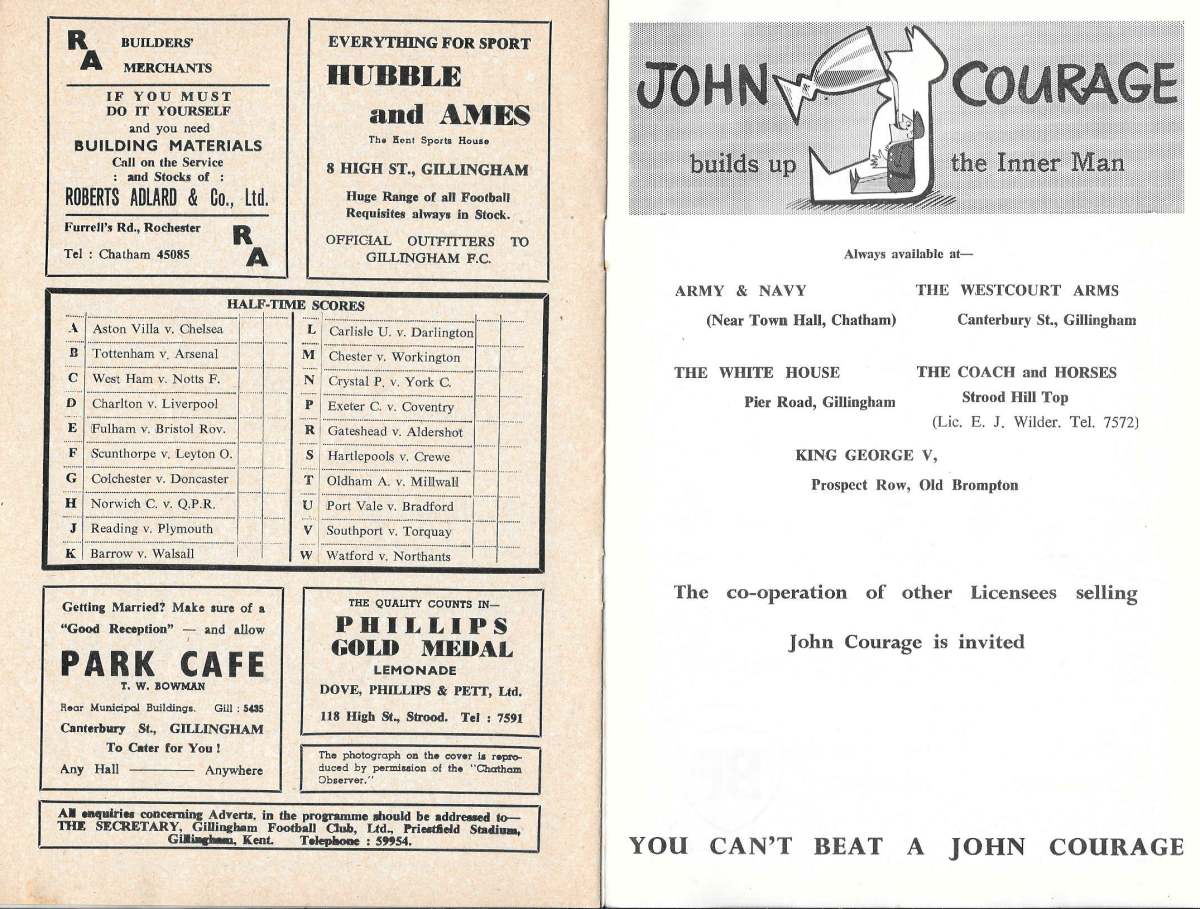 R A
BUILDERS'
MERCHANTS
IF YOU MUST
DO IT YOURSELF
and you need
BUILDING MATERIALS
Call on the Service
: and Stocks of :
ROBERTS ADLARD & Co., Ltd.
Furrell's Rd., Rochester
Tel : Chatham 45085
R A
EVERYTHING FOR SPORT
HUBBLE
and AMES
The Kent Sports House
8 HIGH ST., GILLINGHAM
Huge Range of all Football
Requisites always in Stock.
OFFICIAL OUTFITTERS TO
GILLINGHAM F.C.
HALF-TIME SCORES
A Aston Villa v. Chelsea
B Tottenham v. Arsenal
C West Ham v. Notts F.
D Charlton v. Liverpool
E Fulham v. Bristol Rov.
F Scunthorpe v. Leyton O.
G Colchester v. Doncaster
H Norwich C. v. Q.P.R.
J Reading v. Plymouth
K Barrow v. Walsall
L Carlisle U. v. Darlington
M Chester v. Workington
N Crystal P. v. York C.
P Exeter C. v. Coventry
R Gateshead v. Aldershot
S Hartlepools v. Crewe
T Oldham A. v. Millwall
U Port Vale v. Bradford
V Southport v. Torquay
W Watford v. Northants
Getting Married? Make sure of a
"Good Reception" — and allow
PARK CAFE
T. W. BOWMAN
Rear Municipal Buildings. Gill : 5435
Canterbury St., GILLINGHAM
To Cater for You !
Any Hall ——— Anywhere
THE QUALITY COUNTS IN—
PHILLIPS
GOLD MEDAL
LEMONADE
DOVE, PHILLIPS & PETT, Ltd.
118 High St., Strood. Tel : 7591
The photograph on the cover is repro-
duced by permission of the "Chatham
Observer."
All enquiries concerning Adverts, in the programme should be addressed to—
THE SECRETARY, Gillingham Football Club, Ltd., Priestfield Stadium,
Gillingham, Kent. Telephone : 59954.
JOHN COURAGE
builds up the Inner Man
Always available at—
ARMY & NAVY
(Near Town Hall, Chatham)
THE WESTCOURT ARMS
Canterbury St., Gillingham
THE WHITE HOUSE
Pier Road, Gillingham
THE COACH and HORSES
Strood Hill Top
(Lic. E. J. Wilder. Tel. 7572)
KING GEORGE V,
Prospect Row, Old Brompton
The co-operation of other Licensees selling
John Courage is invited
YOU CAN'T BEAT A JOHN COURAGE